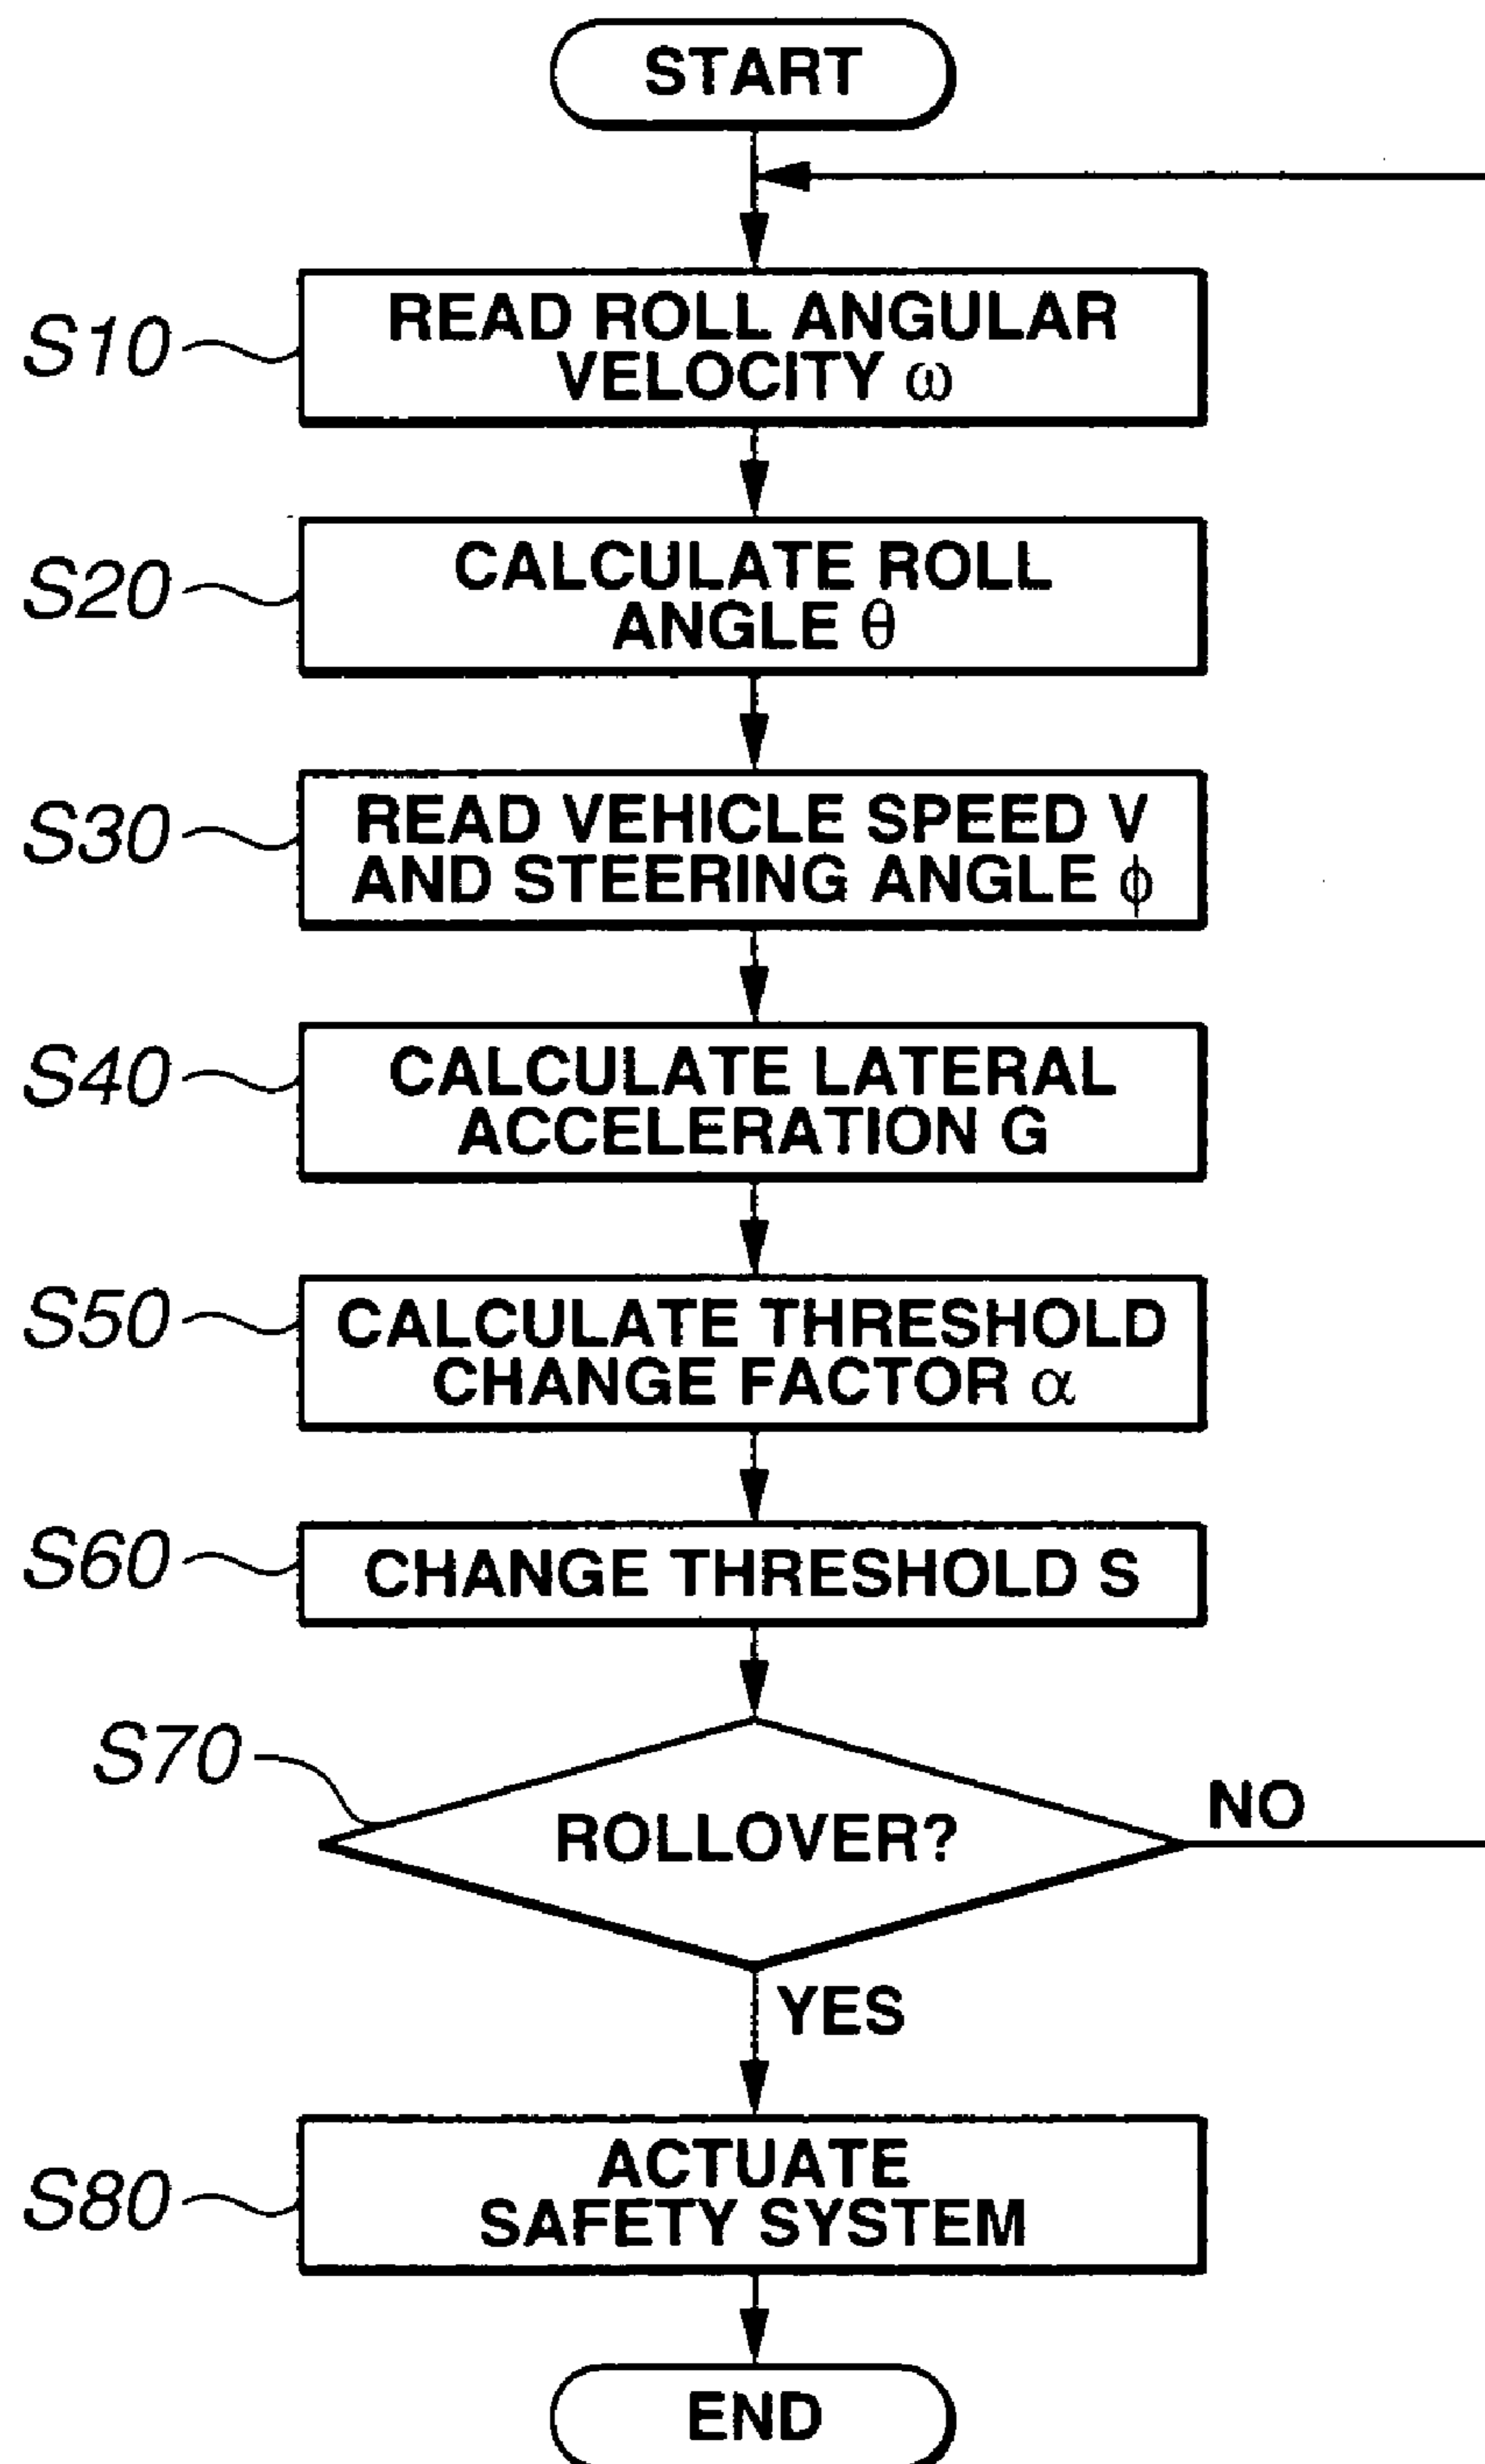 START
S10
READ ROLL ANGULAR
VELOCITY ω
S20
CALCULATE ROLL
ANGLE θ
S30
READ VEHICLE SPEED V
AND STEERING ANGLE ϕ
S40
CALCULATE LATERAL
ACCELERATION G
S50
CALCULATE THRESHOLD
CHANGE FACTOR α
S60
CHANGE THRESHOLD S
S70
ROLLOVER?
NO
YES
S80
ACTUATE
SAFETY SYSTEM
END